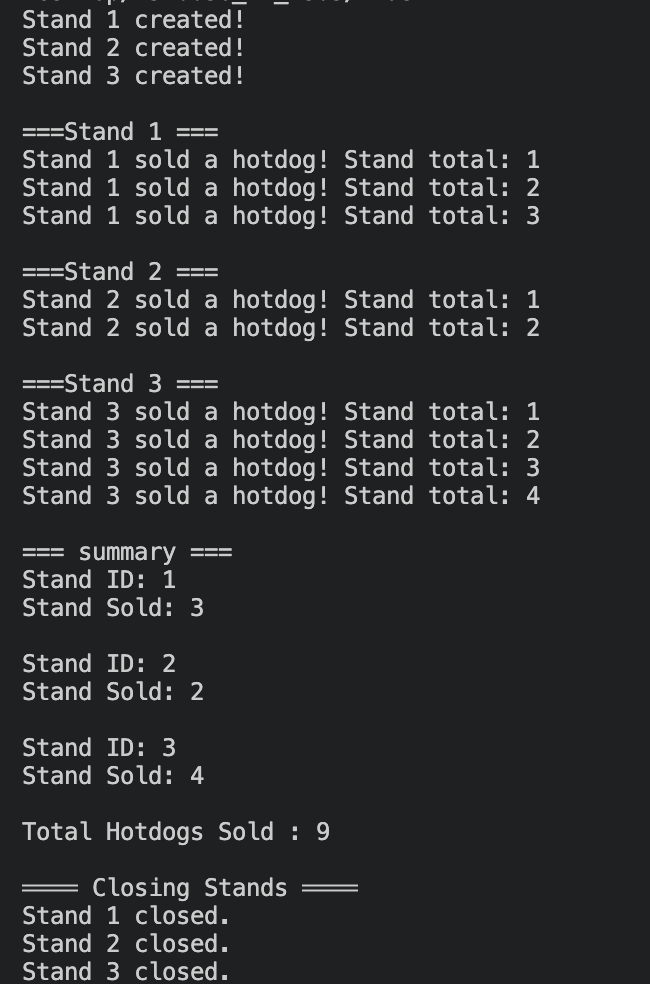 Stand 1 created!
Stand 2 created!
Stand 3 created!
===Stand 1 ===
Stand 1 sold a hotdog! Stand total: 1
Stand 1 sold a hotdog! Stand total: 2
Stand 1 sold a hotdog! Stand total: 3
===Stand 2 ===
Stand 2 sold a hotdog! Stand total: 1
Stand 2 sold a hotdog! Stand total: 2
===Stand 3 ===
Stand 3 sold a hotdog! Stand total: 1
Stand 3 sold a hotdog! Stand total: 2
Stand 3 sold a hotdog! Stand total: 3
Stand 3 sold a hotdog! Stand total: 4
=== summary ===
Stand ID: 1
Stand Sold: 3
Stand ID: 2
Stand Sold: 2
Stand ID: 3
Stand Sold: 4
Total Hotdogs Sold : 9
==== Closing Stands ====
Stand 1 closed.
Stand 2 closed.
Stand 3 closed.